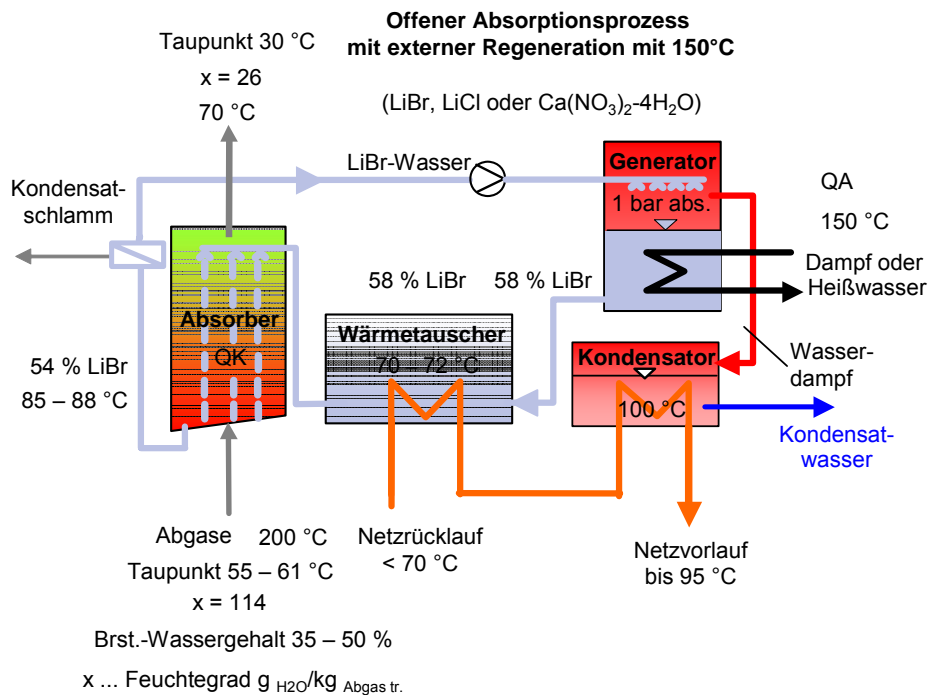 Offener Absorptionsprozess
mit externer Regeneration mit 150°C
(LiBr, LiCl oder Ca(NO₃)₂-4H₂O)
Taupunkt 30 °C
x = 26
70 °C
LiBr-Wasser
Generator
1 bar abs.
QA
150 °C
Dampf oder
Heißwasser
Kondensat-
schlamm
58 % LiBr
58 % LiBr
Absorber
QK
Wärmetauscher
70 – 72 °C
Kondensator
100 °C
Wasser-
dampf
54 % LiBr
85 – 88 °C
Kondensat-
wasser
Abgase 200 °C
Taupunkt 55 – 61 °C
x = 114
Netzrücklauf
< 70 °C
Netzvorlauf
bis 95 °C
Brst.-Wassergehalt 35 – 50 %
x ... Feuchtegrad g H2O/kg Abgas tr.